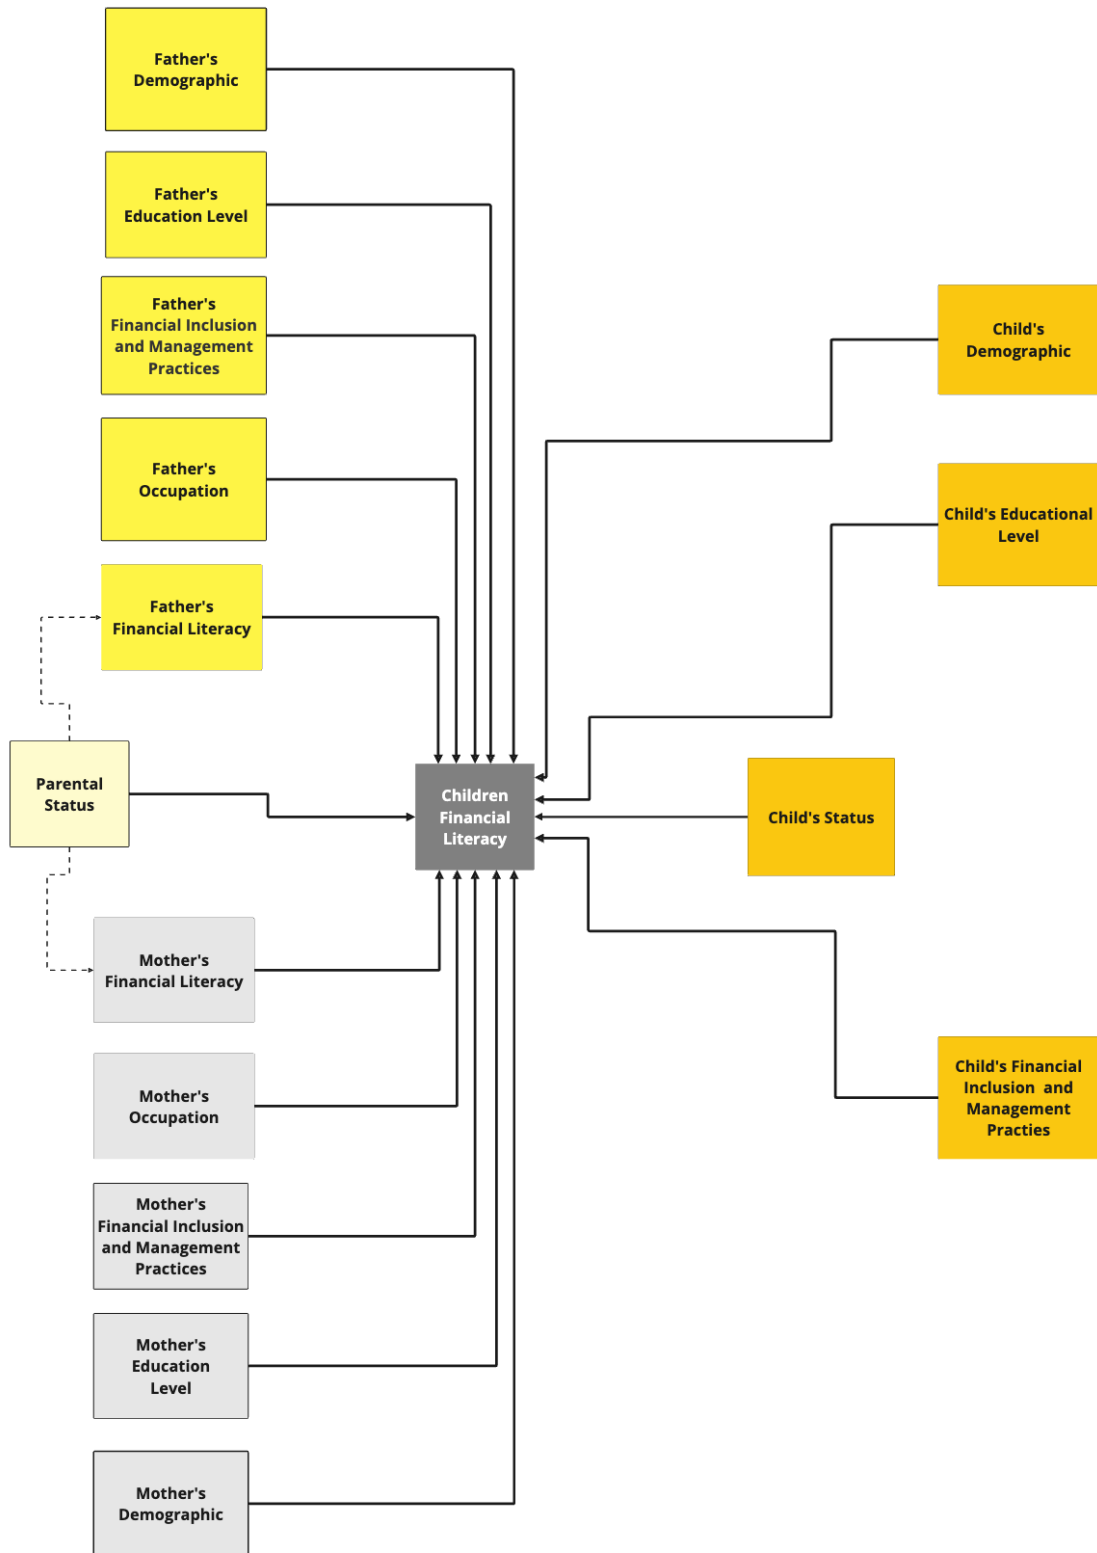 Father's
Demographic
Father's
Education Level
Father's
Financial Inclusion
and Management
Practices
Father's
Occupation
Father's
Financial Literacy
Parental
Status
Mother's
Financial Literacy
Mother's
Occupation
Mother's
Financial Inclusion
and Management
Practices
Mother's
Education
Level
Mother's
Demographic
Children
Financial
Literacy
Child's
Demographic
Child's Educational
Level
Child's Status
Child's Financial
Inclusion and
Management
Practies